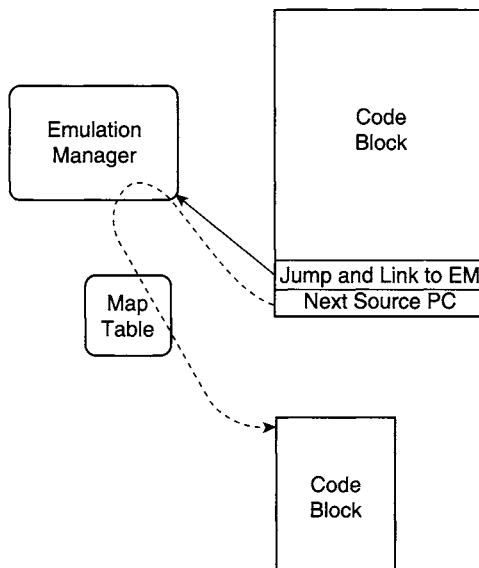 Code
Block
Emulation
Manager
Jump and Link to EM
Next Source PC
Map
Table
Code
Block